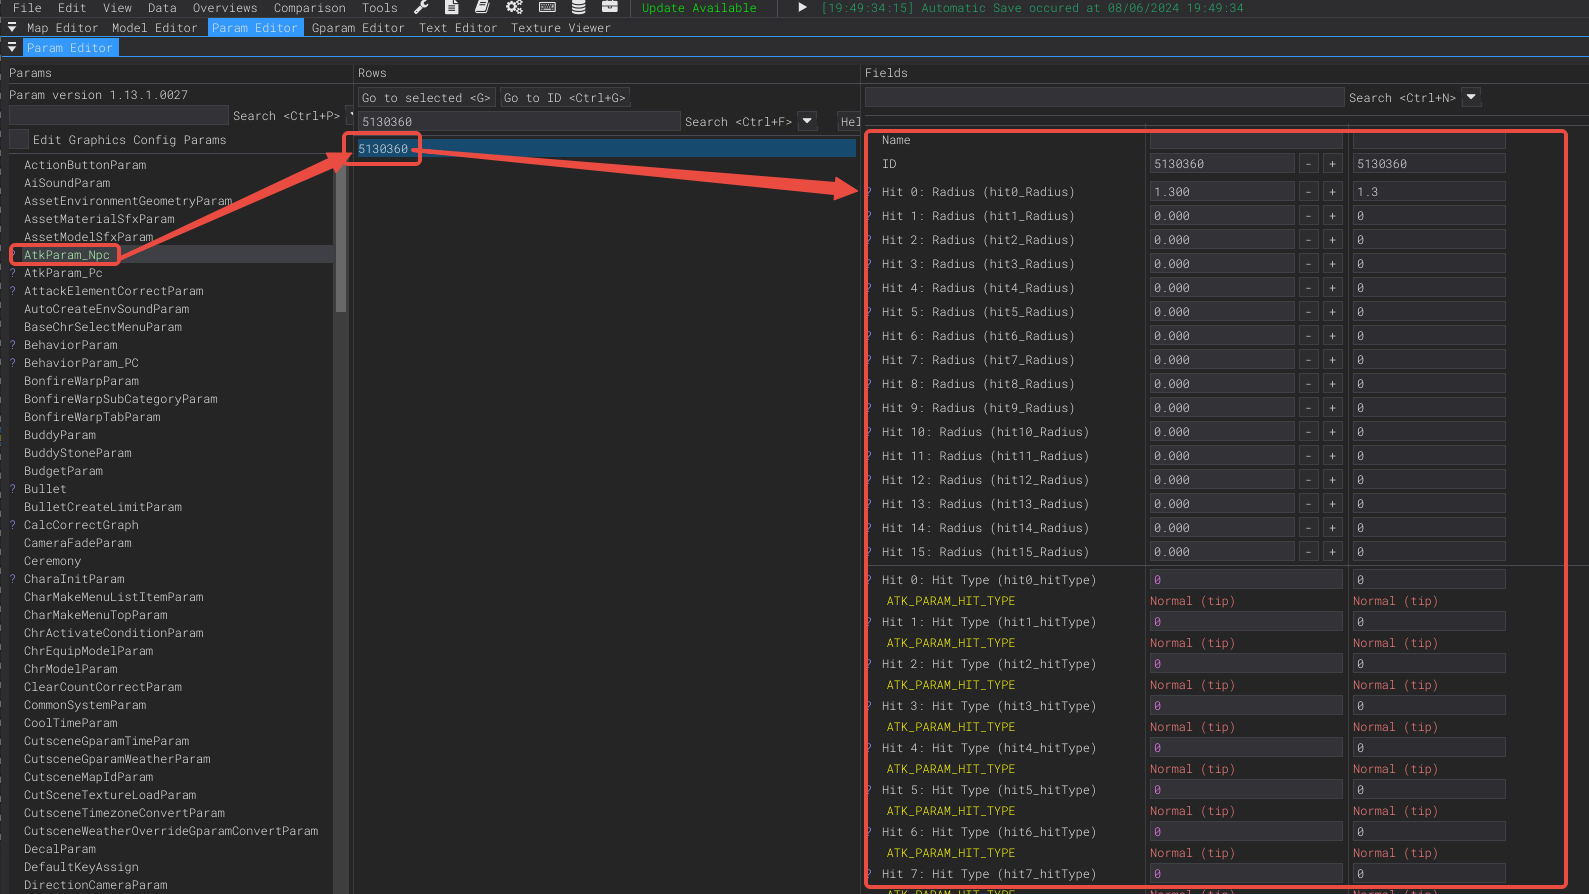 File Edit View Data Overviews Comparison Tools Update Available [19:49:34:15] Automatic Save occured at 08/06/2024 19:49:34
Map Editor Model Editor Param Editor Gparam Editor Text Editor Texture Viewer
Param Editor
Params
Param version 1.13.1.0027
Search <Ctrl+P>
Edit Graphics Config Params
ActionButtonParam
AiSoundParam
AssetEnvironmentGeometryParam
AssetMaterialSfxParam
AssetModelSfxParam
? AtkParam_Npc
? AtkParam_Pc
? AttackElementCorrectParam
AutoCreateEnvSoundParam
BaseChrSelectMenuParam
? BehaviorParam
? BehaviorParam_PC
BonfireWarpParam
BonfireWarpSubCategoryParam
BonfireWarpTabParam
BuddyParam
BuddyStoneParam
BudgetParam
? Bullet
BulletCreateLimitParam
? CalcCorrectGraph
CameraFadeParam
Ceremony
? CharaInitParam
CharMakeMenuListItemParam
CharMakeMenuTopParam
ChrActivateConditionParam
ChrEquipModelParam
ChrModelParam
ClearCountCorrectParam
CommonSystemParam
CoolTimeParam
CutsceneGparamTimeParam
CutsceneGparamWeatherParam
CutsceneMapIdParam
CutSceneTextureLoadParam
CutsceneTimezoneConvertParam
CutsceneWeatherOverrideGparamConvertParam
DecalParam
DefaultKeyAssign
DirectionCameraParam
Rows
Go to selected <G> Go to ID <Ctrl+G>
5130360 Search <Ctrl+F> Hel
5130360
Fields
Search <Ctrl+N>
Name
ID 5130360 - + 5130360
? Hit 0: Radius (hit0_Radius) 1.300 - + 1.3
? Hit 1: Radius (hit1_Radius) 0.000 - + 0
? Hit 2: Radius (hit2_Radius) 0.000 - + 0
? Hit 3: Radius (hit3_Radius) 0.000 - + 0
? Hit 4: Radius (hit4_Radius) 0.000 - + 0
? Hit 5: Radius (hit5_Radius) 0.000 - + 0
? Hit 6: Radius (hit6_Radius) 0.000 - + 0
? Hit 7: Radius (hit7_Radius) 0.000 - + 0
? Hit 8: Radius (hit8_Radius) 0.000 - + 0
? Hit 9: Radius (hit9_Radius) 0.000 - + 0
? Hit 10: Radius (hit10_Radius) 0.000 - + 0
? Hit 11: Radius (hit11_Radius) 0.000 - + 0
? Hit 12: Radius (hit12_Radius) 0.000 - + 0
? Hit 13: Radius (hit13_Radius) 0.000 - + 0
? Hit 14: Radius (hit14_Radius) 0.000 - + 0
? Hit 15: Radius (hit15_Radius) 0.000 - + 0
? Hit 0: Hit Type (hit0_hitType) 0 0
ATK_PARAM_HIT_TYPE Normal (tip) Normal (tip)
? Hit 1: Hit Type (hit1_hitType) 0 0
ATK_PARAM_HIT_TYPE Normal (tip) Normal (tip)
? Hit 2: Hit Type (hit2_hitType) 0 0
ATK_PARAM_HIT_TYPE Normal (tip) Normal (tip)
? Hit 3: Hit Type (hit3_hitType) 0 0
ATK_PARAM_HIT_TYPE Normal (tip) Normal (tip)
? Hit 4: Hit Type (hit4_hitType) 0 0
ATK_PARAM_HIT_TYPE Normal (tip) Normal (tip)
? Hit 5: Hit Type (hit5_hitType) 0 0
ATK_PARAM_HIT_TYPE Normal (tip) Normal (tip)
? Hit 6: Hit Type (hit6_hitType) 0 0
ATK_PARAM_HIT_TYPE Normal (tip) Normal (tip)
? Hit 7: Hit Type (hit7_hitType) 0 0